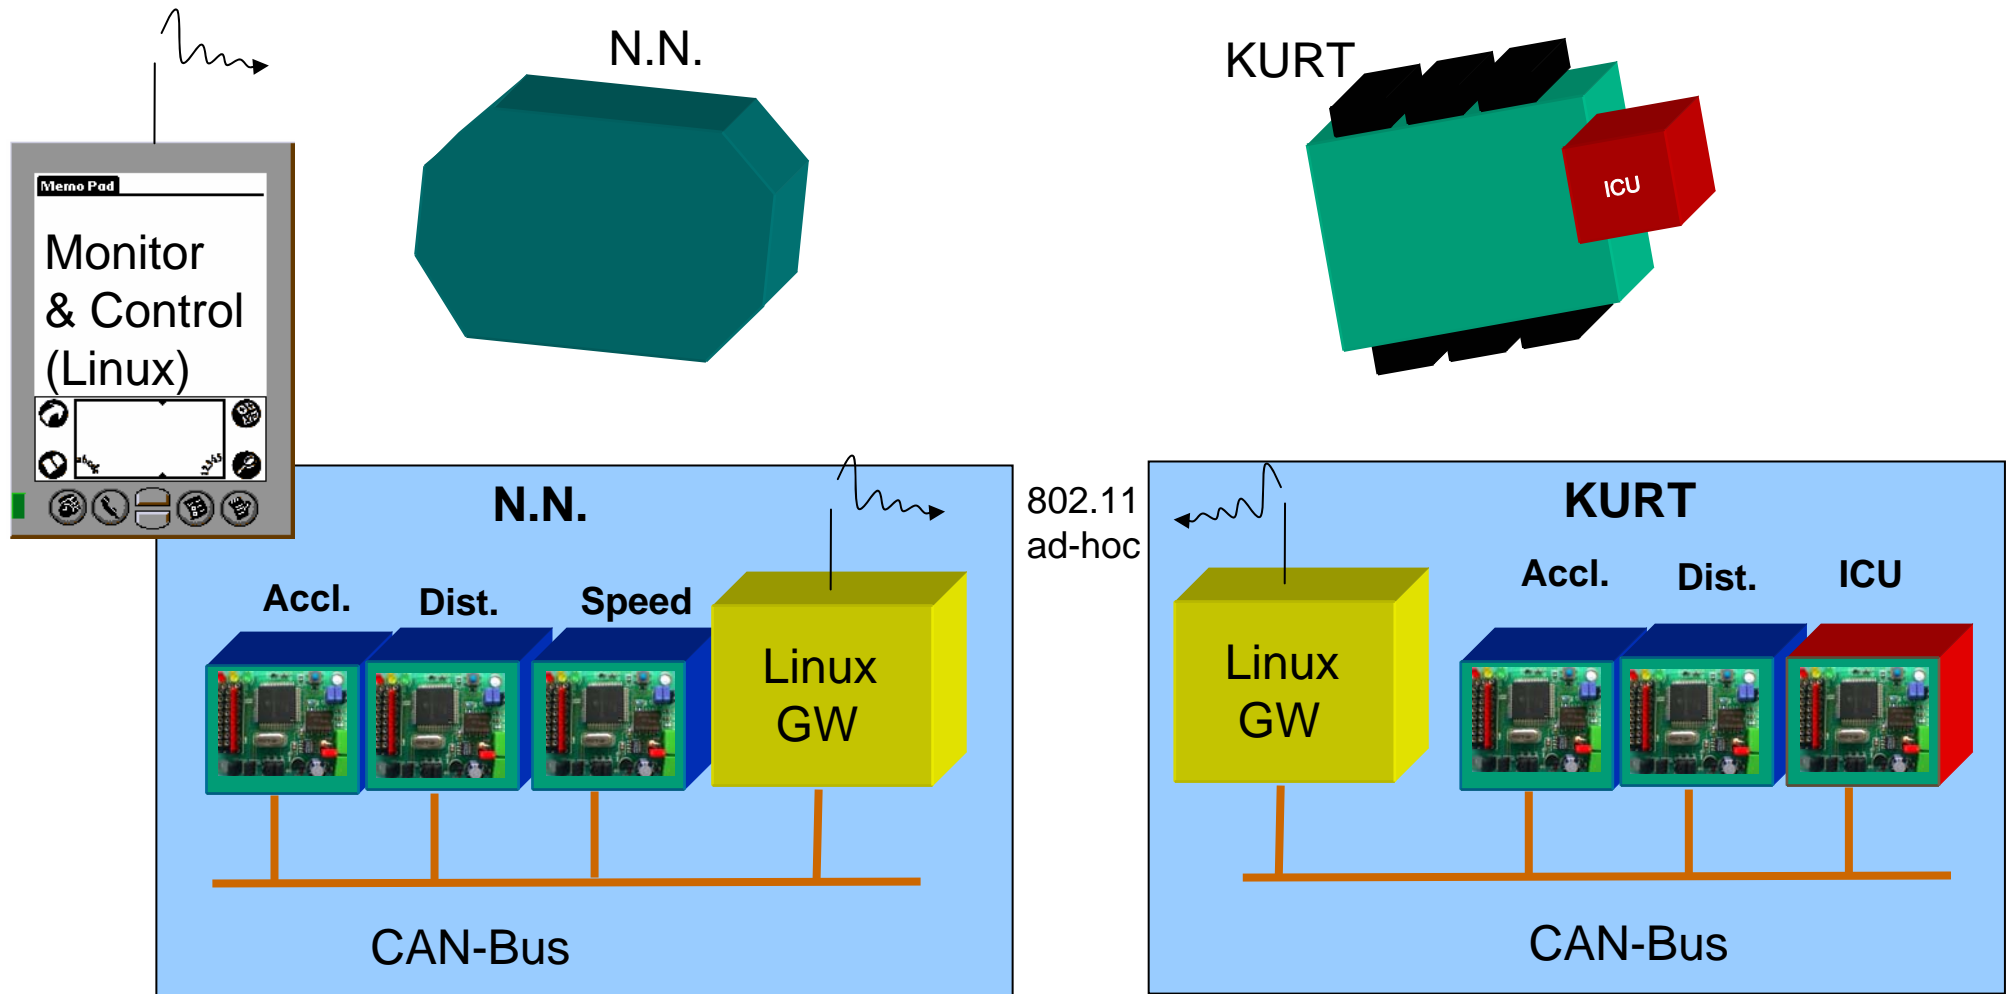 N.N.
KURT
ICU
Memo Pad
Monitor
& Control
(Linux)
N.N.
Accl.
Dist.
Speed
Linux
GW
CAN-Bus
802.11
ad-hoc
KURT
Linux
GW
Accl.
Dist.
ICU
CAN-Bus